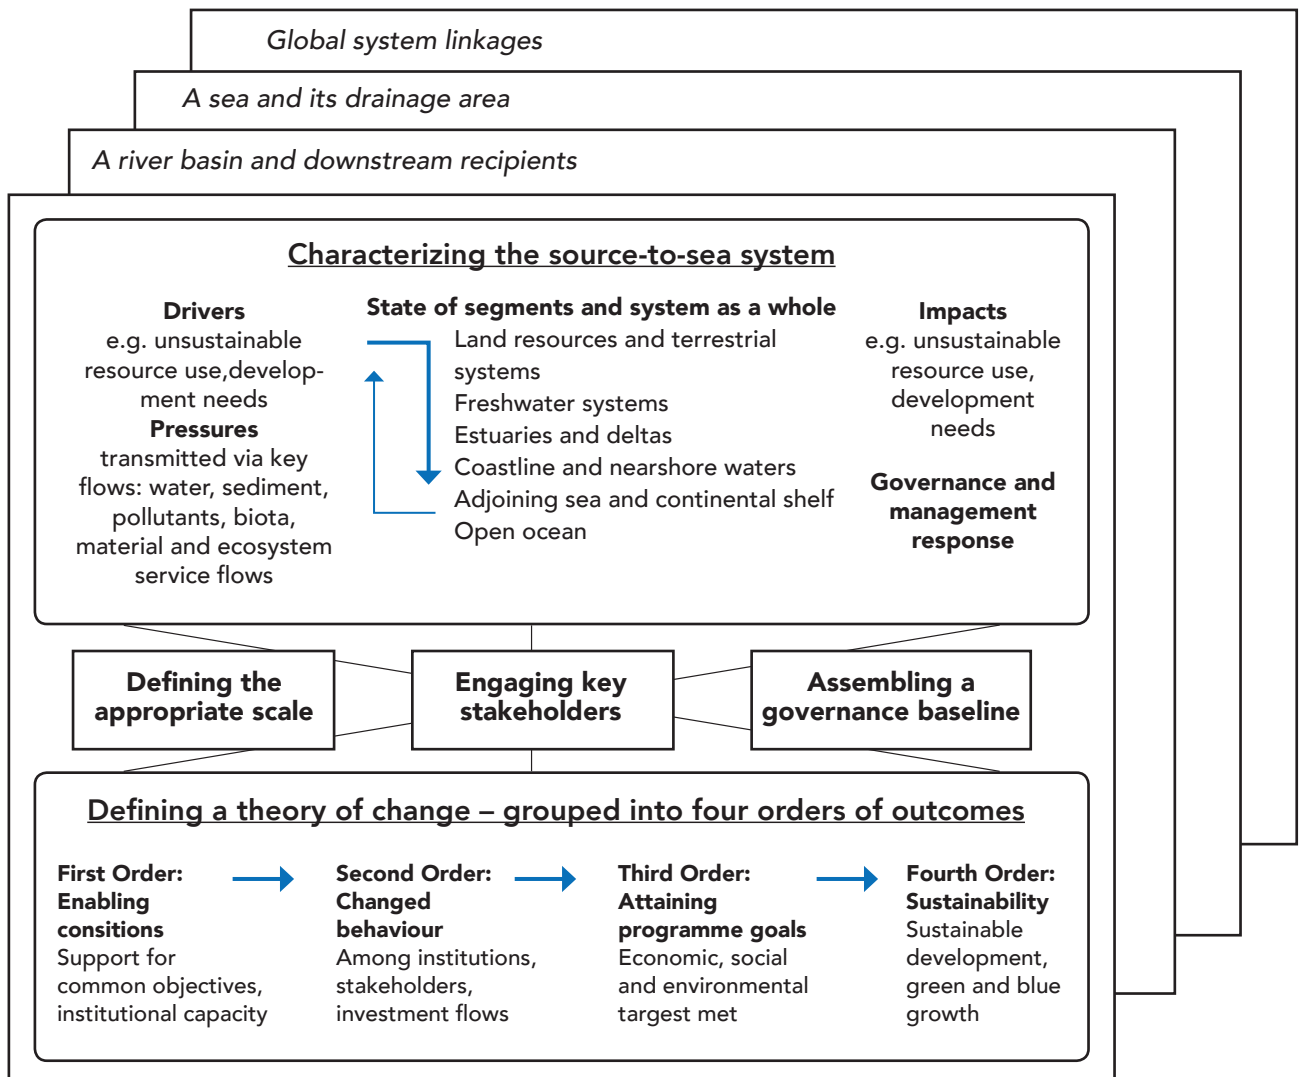 Global system linkages
A sea and its drainage area
A river basin and downstream recipients
Characterizing the source-to-sea system
Drivers
e.g. unsustainable
resource use,develop-
ment needs
Pressures
transmitted via key
flows: water, sediment,
pollutants, biota,
material and ecosystem
service flows
State of segments and system as a whole
Land resources and terrestrial
systems
Freshwater systems
Estuaries and deltas
Coastline and nearshore waters
Adjoining sea and continental shelf
Open ocean
Impacts
e.g. unsustainable
resource use,
development
needs
Governance and
management
response
Defining the
appropriate scale
Engaging key
stakeholders
Assembling a
governance baseline
Defining a theory of change – grouped into four orders of outcomes
First Order:
Enabling
consitions
Support for
common objectives,
institutional capacity
Second Order:
Changed
behaviour
Among institutions,
stakeholders,
investment flows
Third Order:
Attaining
programme goals
Economic, social
and environmental
targest met
Fourth Order:
Sustainability
Sustainable
development,
green and blue
growth